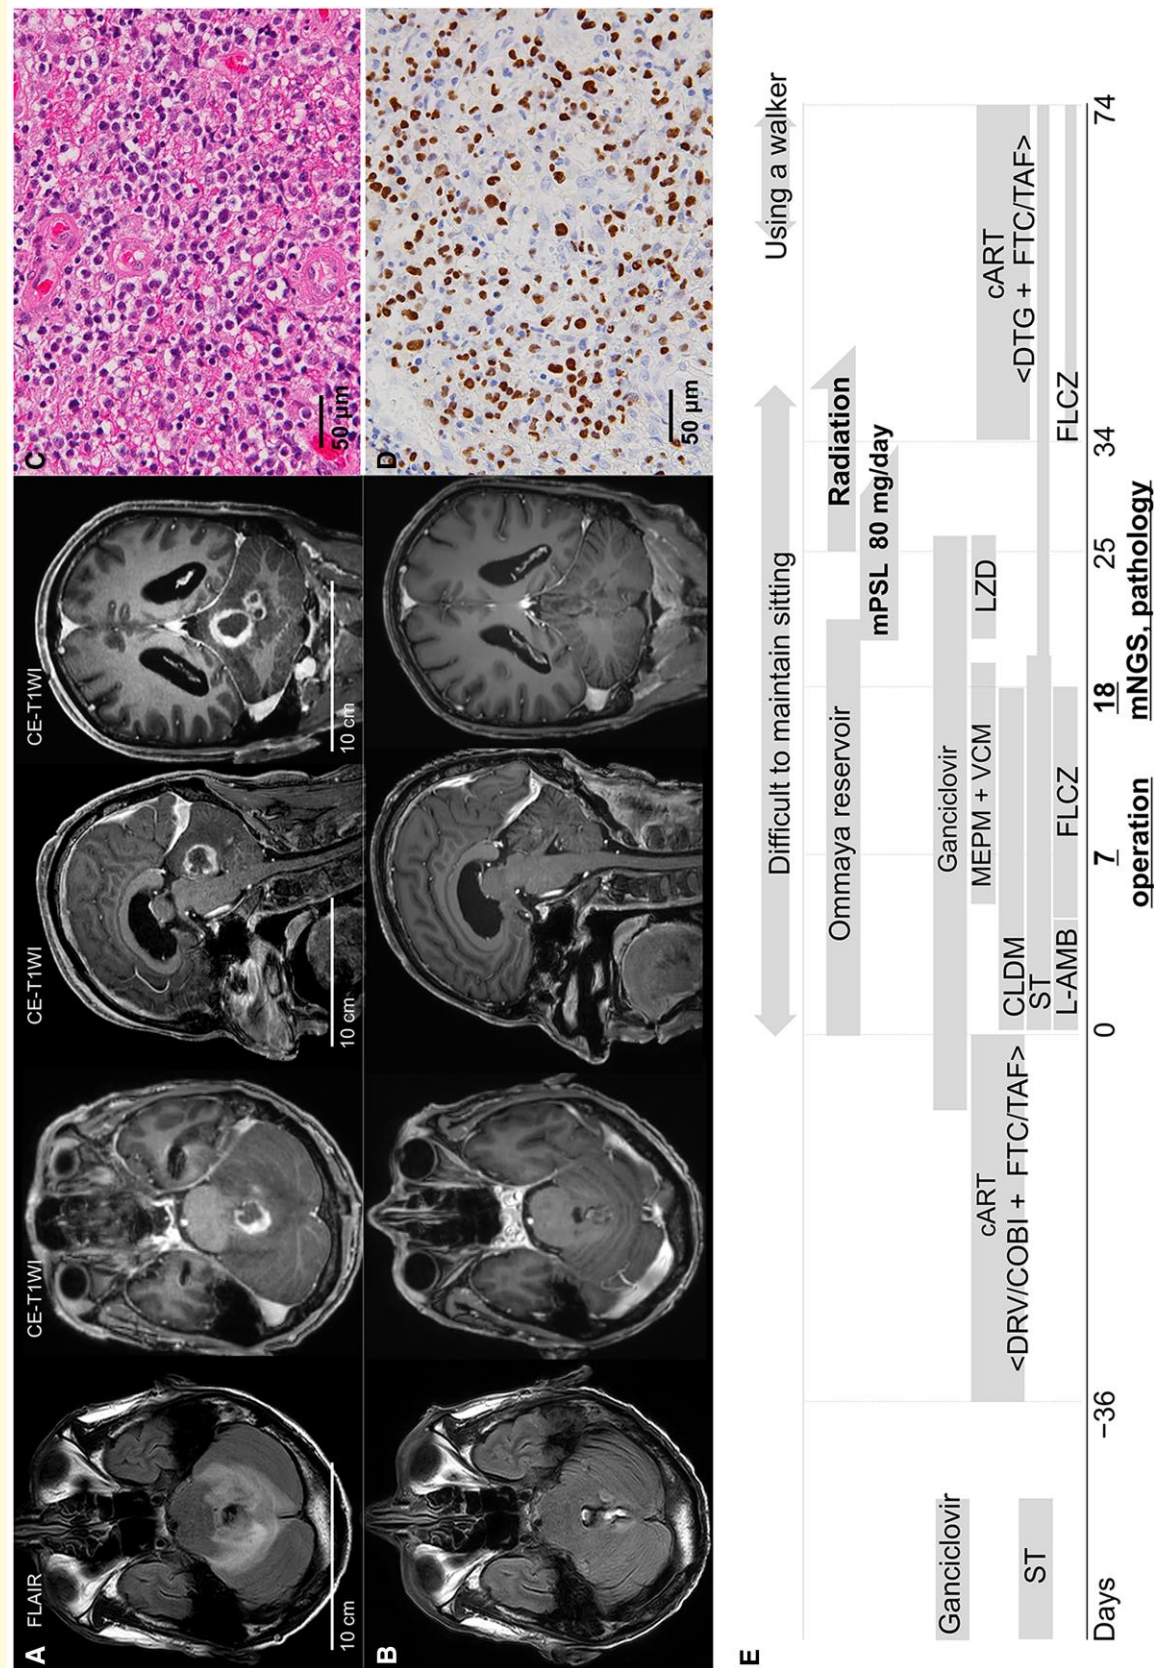 A
FLAIR
CE-T1WI
CE-T1WI
CE-T1WI
10 cm
10 cm
10 cm
B
C
50 µm
D
50 µm
E
Difficult to maintain sitting
Using a walker
Ommaya reservoir
Radiation
mPSL 80 mg/day
Ganciclovir
Ganciclovir
MEPM + VCM
LZD
cART
<DRV/COBI + FTC/TAF>
cART
<DTG + FTC/TAF>
CLDM
ST
ST
L-AMB
FLCZ
FLCZ
Days
−36
0
7
18
25
34
74
operation
mNGS, pathology